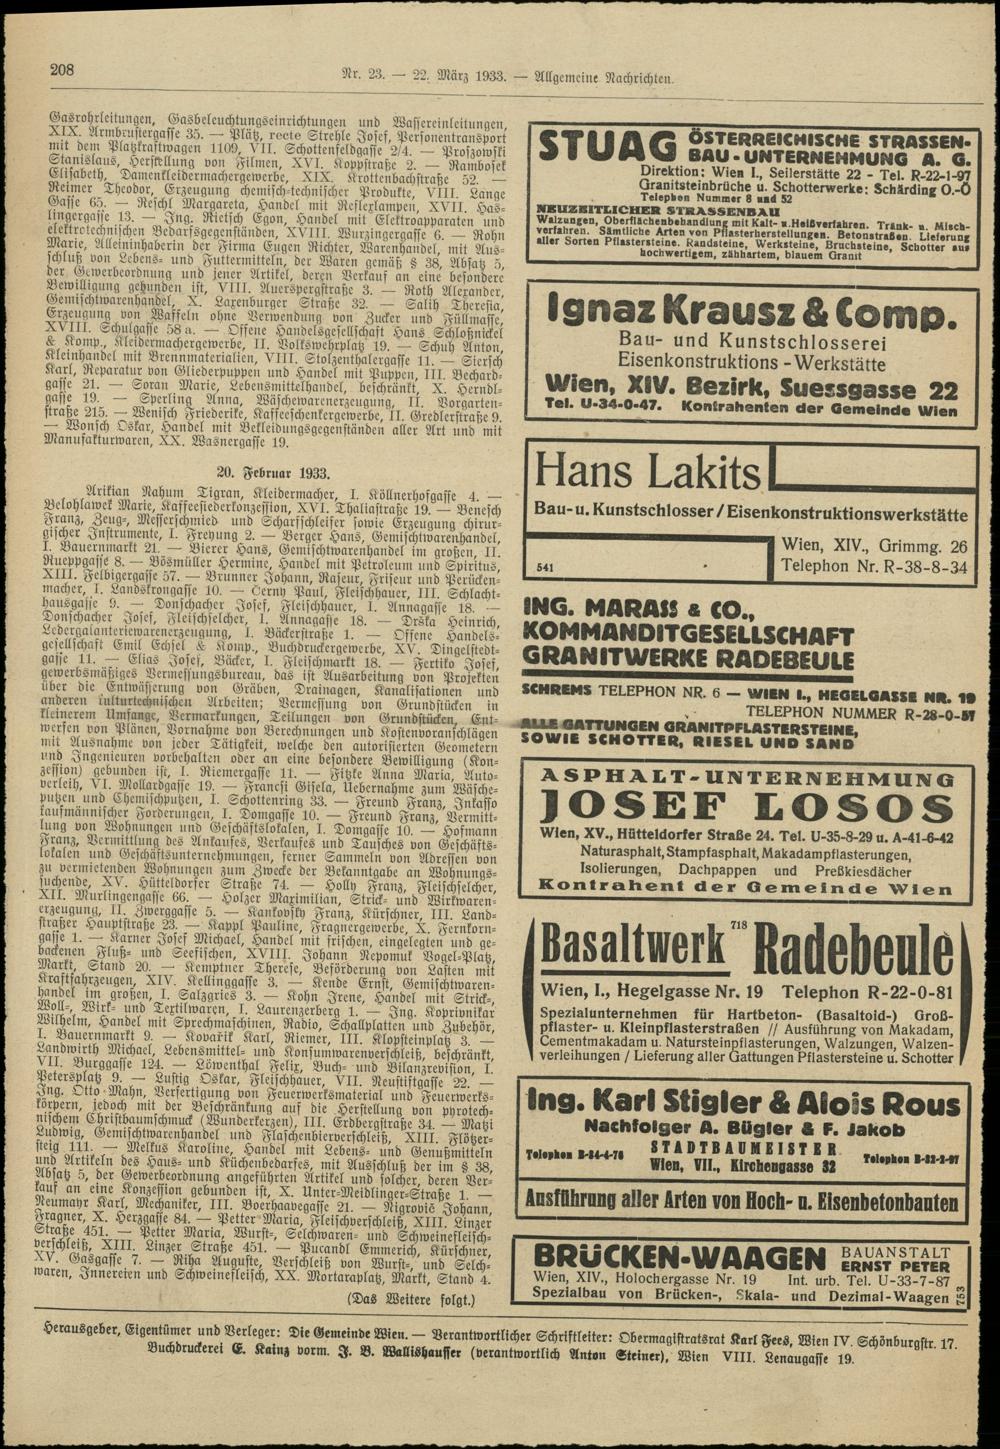 208
Nr. 23. — 22. März 1933. — Allgemeine Nachrichten.
Gasrohrleitungen, Gasbeleuchtungseinrichtungen und Wassereinleitungen,
XIX. Armbrustergasse 35. — Plätz, recte Strehle Josef, Personentransport
mit dem Platzkraftwagen 1109, VII. Schottenfeldgasse 2/4. — Profzowski
Stanislaus, Herstellung von Filmen, XVI. Koppstraße 2. — Rambosek
Elisabeth, Damenkleidermachergewerbe, XIX. Krottenbachstraße 52. —
Reimer Theodor, Erzeugung chemisch-technischer Produkte, VIII. Lange
Gasse 65. — Reschl Margareta, Handel mit Reflexlampen, XVII. Has-
lingergasse 13. — Ing. Rietsch Egon, Handel mit Elektroapparaten und
elektrotechnischen Bedarfsgegenständen, XVIII. Wurzingergasse 6. — Rohn
Marie, Alleininhaberin der Firma Eugen Richter, Warenhandel, mit Aus-
schluß von Lebens- und Futtermitteln, der Waren gemäß § 38, Absatz 5,
der Gewerbeordnung und jener Artikel, deren Verkauf an eine besondere
Bewilligung gebunden ist, VIII. Auerspergstraße 3. — Roth Alexander,
Gemischtwarenhandel, X. Laxenburger Straße 32. — Salih Theresia,
Erzeugung von Waffeln ohne Verwendung von Zucker und Füllmasse,
XVIII. Schulgasse 58 a. — Offene Handelsgesellschaft Hans Schloßnickel
& Komp., Kleidermachergewerbe, II. Volkswehrplatz 19. — Schuh Anton,
Kleinhandel mit Brennmaterialien, VIII. Stolzenthalergasse 11. — Siersch
Karl, Reparatur von Gliederpuppen und Handel mit Puppen, III. Bechard-
gasse 21. — Soran Marie, Lebensmittelhandel, beschränkt, X. Herndl-
gasse 19. — Sperling Anna, Wäschewarenerzeugung, II. Vorgarten-
straße 215. — Wenisch Friederike, Kaffeeschenkergewerbe, II. Gredlerstraße 9.
— Wonsch Oskar, Handel mit Bekleidungsgegenständen aller Art und mit
Manufakturwaren, XX. Wasnergasse 19.
20. Februar 1933.
Arikian Nahum Tigran, Kleidermacher, I. Köllnerhofgasse 4. —
Belohlawek Marie, Kaffeesiederkonzession, XVI. Thaliastraße 19. — Benesch
Franz, Zeug-, Messerschmied und Scharfschleifer sowie Erzeugung chirur-
gischer Instrumente, I. Freyung 2. — Berger Hans, Gemischtwarenhandel,
I. Bauernmarkt 21. — Bierer Hans, Gemischtwarenhandel im großen, II.
Rueppgasse 8. — Bösmüller Hermine, Handel mit Petroleum und Spiritus,
XIII. Felbigergasse 57. — Brunner Johann, Raseur, Friseur und Perücken-
macher, I. Landskrongasse 10. — Cerny Paul, Fleischhauer, III. Schlacht-
hausgasse 9. — Donschacher Josef, Fleischhauer, I. Annagasse 18. —
Donschacher Josef, Fleischselcher, I. Annagasse 18. — Drška Heinrich,
Ledergalanteriewarenerzeugung, I. Bäckerstraße 1. — Offene Handels-
gesellschaft Emil Echsel & Komp., Buchdruckergewerbe, XV. Dingelstedt-
gasse 11. — Elias Josef, Bäcker, I. Fleischmarkt 18. — Fertiko Josef,
gewerbsmäßiges Vermessungsbureau, das ist Ausarbeitung von Projekten
über die Entwässerung von Gräben, Drainagen, Kanalisationen und
anderen kulturtechnischen Arbeiten; Vermessung von Grundstücken in
kleinerem Umfange, Vermarkungen, Teilungen von Grundstücken, Ent-
werfen von Plänen, Vornahme von Berechnungen und Kostenvoranschlägen
mit Ausnahme von jeder Tätigkeit, welche den autorisierten Geometern
und Ingenieuren vorbehalten oder an eine besondere Bewilligung (Kon-
zession) gebunden ist, I. Riemergasse 11. — Fitzke Anna Maria, Auto-
verleih, VI. Mollardgasse 19. — Francsi Gisela, Uebernahme zum Wäsche-
putzen und Chemischputzen, I. Schottenring 33. — Freund Franz, Inkasso
kaufmännischer Forderungen, I. Domgasse 10. — Freund Franz, Vermitt-
lung von Wohnungen und Geschäftslokalen, I. Domgasse 10. — Hofmann
Franz, Vermittlung des Ankaufes, Verkaufes und Tausches von Geschäfts-
lokalen und Geschäftsunternehmungen, ferner Sammeln von Adressen von
zu vermietenden Wohnungen zum Zwecke der Bekanntgabe an Wohnungs-
suchende, XV. Hütteldorfer Straße 74. — Holly Franz, Fleischselcher,
XII. Murlingengasse 66. — Holzer Maximilian, Strick- und Wirkwaren-
erzeugung, II. Zwerggasse 5. — Kankovsky Franz, Kürschner, III. Land-
straßer Hauptstraße 23. — Kappl Pauline, Fragnergewerbe, X. Fernkorn-
gasse 1. — Karner Josef Michael, Handel mit frischen, eingelegten und ge-
backenen Fluß- und Seefischen, XVIII. Johann Nepomuk Vogel-Platz,
Markt, Stand 20. — Kemptner Therese, Beförderung von Lasten mit
Kraftfahrzeugen, XIV. Kellinggasse 3. — Kende Ernst, Gemischtwaren-
handel im großen, I. Salzgries 3. — Kohn Irene, Handel mit Strick-,
Woll-, Wirk- und Textilwaren, I. Laurenzerberg 1. — Ing. Koprivnikar
Wilhelm, Handel mit Sprechmaschinen, Radio, Schallplatten und Zubehör,
I. Bauernmarkt 9. — Kovařik Karl, Riemer, III. Klopsteinplatz 3. —
Landwirth Michael, Lebensmittel- und Konsumwarenverschleiß, beschränkt,
VII. Burggasse 124. — Löwenthal Felix, Buch- und Bilanzrevision, I.
Petersplatz 9. — Lustig Oskar, Fleischhauer, VII. Neustiftgasse 22. —
Ing. Otto Mahn, Verfertigung von Feuerwerksmaterial und Feuerwerks-
körpern, jedoch mit der Beschränkung auf die Herstellung von pyrotech-
nischem Christbaumschmuck (Wunderkerzen), III. Erdbergstraße 34. — Matzi
Ludwig, Gemischtwarenhandel und Flaschenbierverschleiß, XIII. Flötzer-
steig 111. — Melkus Karoline, Handel mit Lebens- und Genußmitteln
und Artikeln des Haus- und Küchenbedarfes, mit Ausschluß der im § 38,
Absatz 5, der Gewerbeordnung angeführten Artikel und solcher, deren Ver-
kauf an eine Konzession gebunden ist, X. Unter-Meidlinger-Straße 1. —
Neumayr Karl, Mechaniker, III. Boerhaavegasse 21. — Nigrovič Johann,
Fragner, X. Herzgasse 84. — Petter Maria, Fleischverschleiß, XIII. Linzer
Straße 451. — Petter Maria, Wurst-, Selchwaren- und Schweinefleisch-
verschleiß, XIII. Linzer Straße 451. — Pucandl Emmerich, Kürschner,
XV. Gasgasse 7. — Riha Auguste, Verschleiß von Wurst-, und Selch-
waren, Innereien und Schweinefleisch, XX. Mortaraplatz, Markt, Stand 4.
(Das Weitere folgt.)
STUAG ÖSTERREICHISCHE STRASSEN-
BAU-UNTERNEHMUNG A. G.
Direktion: Wien I., Seilerstätte 22 - Tel. R-22-1-97
Granitsteinbrüche u. Schotterwerke: Schärding O.-Ö
Telephon Nummer 8 und 52
NEUZEITLICHER STRASSENBAU
Walzungen, Oberflächenbehandlung mit Kalt- u. Heißverfahren. Tränk- u. Misch-
verfahren. Sämtliche Arten von Pflasterherstellungen. Betonstraßen. Lieferung
aller Sorten Pflastersteine. Randsteine, Werksteine, Bruchsteine, Schotter aus
hochwertigem, zähhartem, blauem Granit
Ignaz Krausz & Comp.
Bau- und Kunstschlosserei
Eisenkonstruktions - Werkstätte
Wien, XIV. Bezirk, Suessgasse 22
Tel. U-34-0-47. Kontrahenten der Gemeinde Wien
Hans Lakits
Bau- u. Kunstschlosser / Eisenkonstruktionswerkstätte
Wien, XIV., Grimmg. 26
541 Telephon Nr. R-38-8-34
ING. MARASS & CO.,
KOMMANDITGESELLSCHAFT
GRANITWERKE RADEBEULE
SCHREMS TELEPHON NR. 6 — WIEN I., HEGELGASSE NR. 19
TELEPHON NUMMER R-28-0-57
ALLE GATTUNGEN GRANITPFLASTERSTEINE,
SOWIE SCHOTTER, RIESEL UND SAND
ASPHALT-UNTERNEHMUNG
JOSEF LOSOS
Wien, XV., Hütteldorfer Straße 24. Tel. U-35-8-29 u. A-41-6-42
Naturasphalt, Stampfasphalt, Makadampflasterungen,
Isolierungen, Dachpappen und Preßkiesdächer
Kontrahent der Gemeinde Wien
Basaltwerk 718 Radebeule
Wien, I., Hegelgasse Nr. 19 Telephon R-22-0-81
Spezialunternehmen für Hartbeton- (Basaltoid-) Groß-
pflaster- u. Kleinpflasterstraßen // Ausführung von Makadam,
Cementmakadam u. Natursteinpflasterungen, Walzungen, Walzen-
verleihungen / Lieferung aller Gattungen Pflastersteine u. Schotter
Ing. Karl Stigler & Alois Rous
Nachfolger A. Bügler & F. Jakob
STADTBAUMEISTER
Telephon B-34-4-76 Wien, VII., Kirchengasse 32 Telephon B-32-2-97
Ausführung aller Arten von Hoch- u. Eisenbetonbauten
BRÜCKEN-WAAGEN BAUANSTALT
ERNST PETER
Wien, XIV., Holochergasse Nr. 19 Int. urb. Tel. U-33-7-87
Spezialbau von Brücken-, Skala- und Dezimal-Waagen
753
Herausgeber, Eigentümer und Verleger: Die Gemeinde Wien. — Verantwortlicher Schriftleiter: Obermagistratsrat Karl Fees, Wien IV. Schönburgstr. 17.
Buchdruckerei E. Kainz vorm. J. B. Wallishausser (verantwortlich Anton Steiner), Wien VIII. Lenaugasse 19.